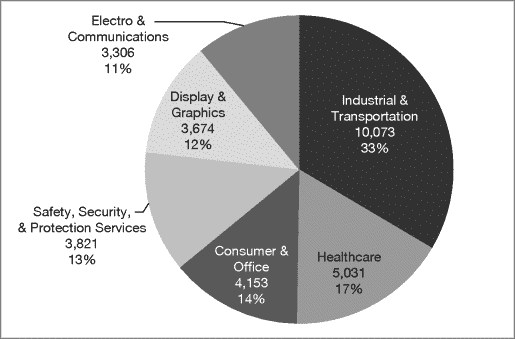 Electro &
Communications
3,306
11%
Industrial &
Transportation
10,073
33%
Display &
Graphics
3,674
12%
Safety, Security,
& Protection Services
3,821
13%
Consumer &
Office
4,153
14%
Healthcare
5,031
17%